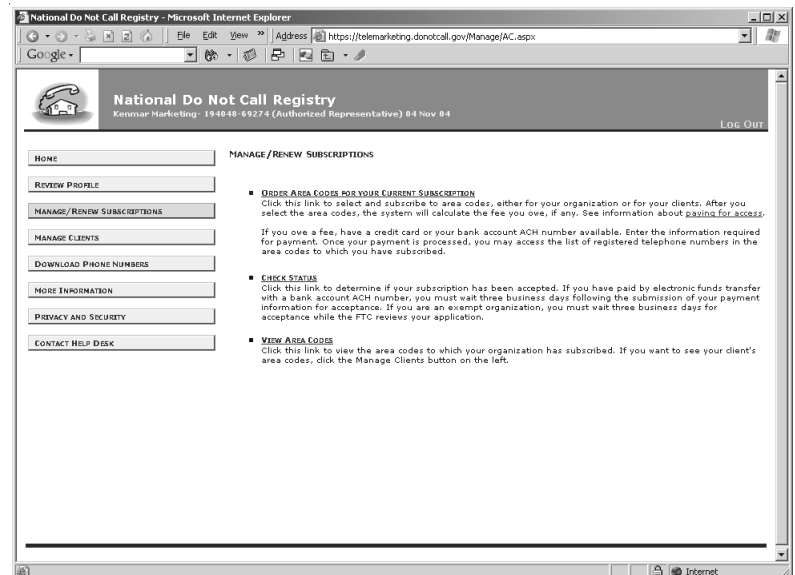 National Do Not Call Registry - Microsoft Internet Explorer
File Edit View » Address https://telemarketing.donotcall.gov/Manage/AC.aspx
Google
National Do Not Call Registry
Kenmar Marketing- 194048-69274 (Authorized Representative) 04 Nov 04
LOG OUT
HOME
REVIEW PROFILE
MANAGE/RENEW SUBSCRIPTIONS
MANAGE CLIENTS
DOWNLOAD PHONE NUMBERS
MORE INFORMATION
PRIVACY AND SECURITY
CONTACT HELP DESK
MANAGE/RENEW SUBSCRIPTIONS
ORDER AREA CODES FOR YOUR CURRENT SUBSCRIPTION
Click this link to select and subscribe to area codes, either for your organization or for your clients. After you
select the area codes, the system will calculate the fee you owe, if any. See information about paying for access.
If you owe a fee, have a credit card or your bank account ACH number available. Enter the information required
for payment. Once your payment is processed, you may access the list of registered telephone numbers in the
area codes to which you have subscribed.
CHECK STATUS
Click this link to determine if your subscription has been accepted. If you have paid by electronic funds transfer
with a bank account ACH number, you must wait three business days following the submission of your payment
information for acceptance. If you are an exempt organization, you must wait three business days for
acceptance while the FTC reviews your application.
VIEW AREA CODES
Click this link to view the area codes to which your organization has subscribed. If you want to see your client's
area codes, click the Manage Clients button on the left.
Internet